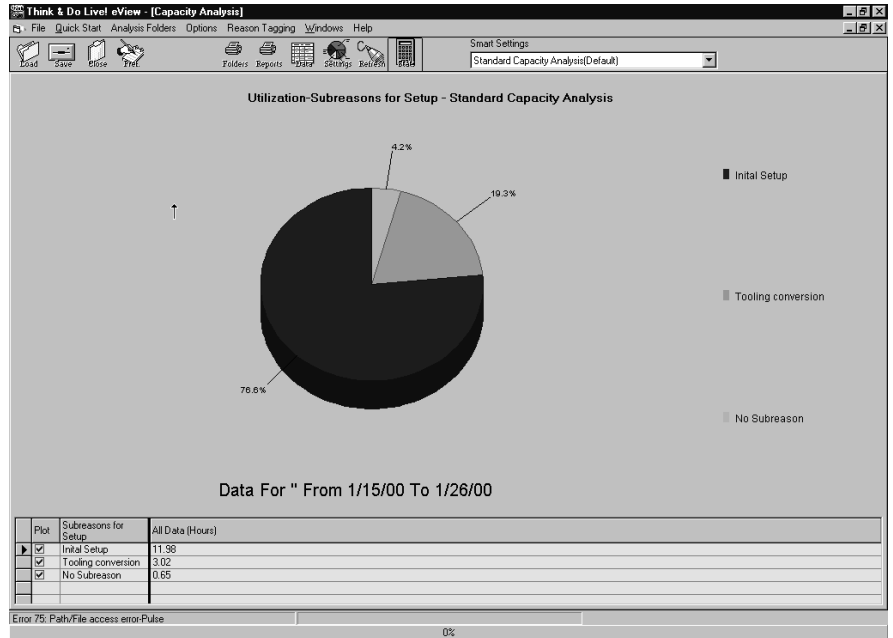 Think & Do Live! eView - [Capacity Analysis]
File Quick Start Analysis Folders Options Reason Tagging Windows Help
Load Save Close Pref. Folders Reports Data Settings Refresh
Smart Settings
Standard Capacity Analysis(Default)
Utilization-Subreasons for Setup - Standard Capacity Analysis
4.2%
19.3%
76.6%
Inital Setup
Tooling conversion
No Subreason
Data For '' From 1/15/00 To 1/26/00
Plot Subreasons for Setup All Data (Hours)
Inital Setup 11.98
Tooling conversion 3.02
No Subreason 0.65
Error 75: Path/File access error-Pulse
0%